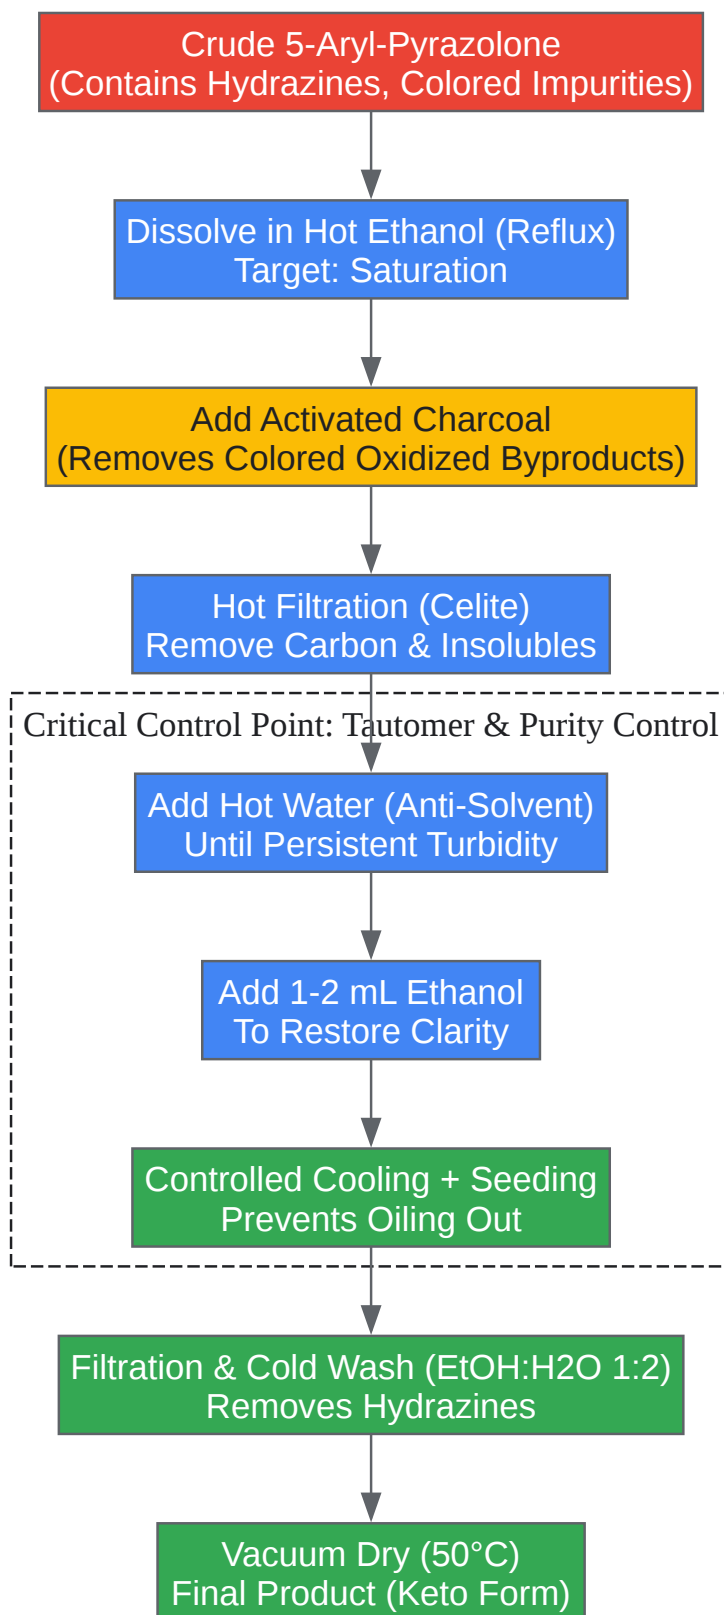 Crude 5-Aryl-Pyrazolone
(Contains Hydrazines, Colored Impurities)
Dissolve in Hot Ethanol (Reflux)
Target: Saturation
Add Activated Charcoal
(Removes Colored Oxidized Byproducts)
Hot Filtration (Celite)
Remove Carbon & Insolubles
Critical Control Point: Tautomer & Purity Control
Add Hot Water (Anti-Solvent)
Until Persistent Turbidity
Add 1-2 mL Ethanol
To Restore Clarity
Controlled Cooling + Seeding
Prevents Oiling Out
Filtration & Cold Wash (EtOH:H2O 1:2)
Removes Hydrazines
Vacuum Dry (50°C)
Final Product (Keto Form)